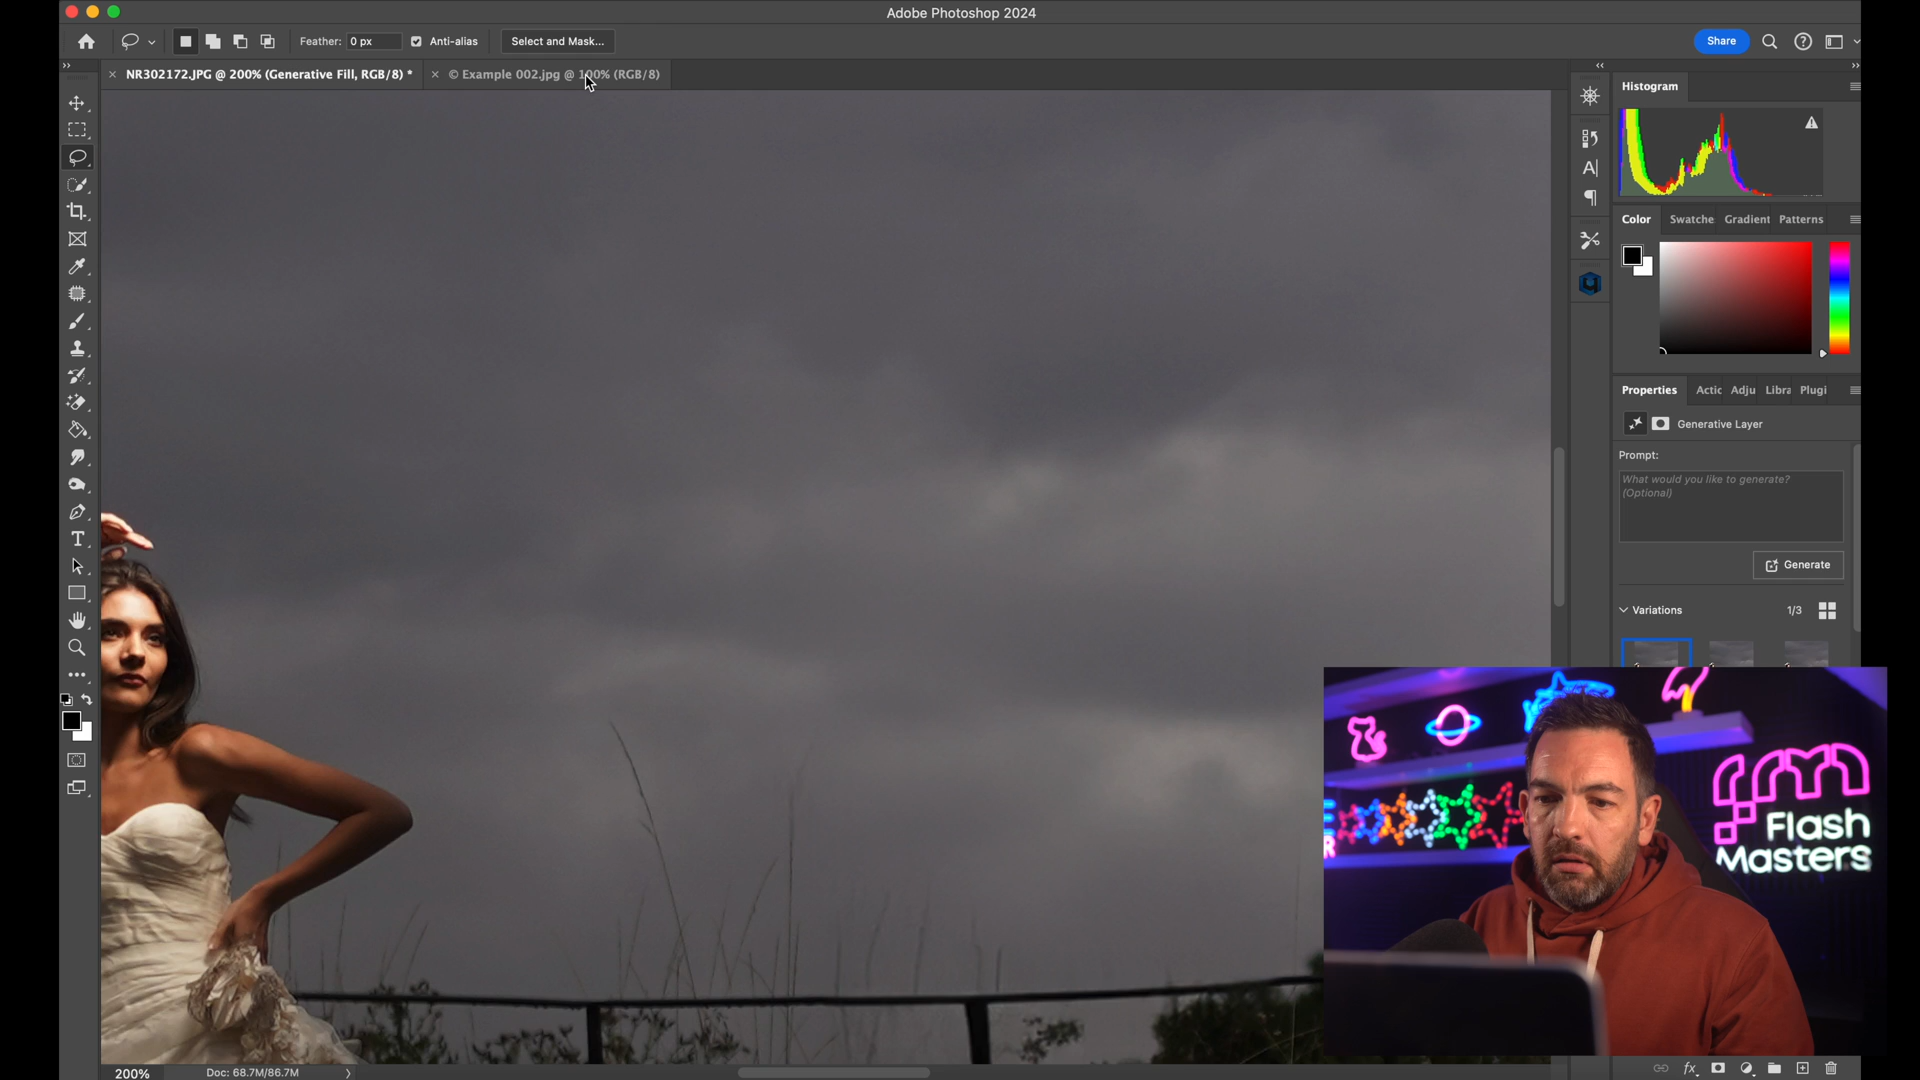 Adobe Photoshop 2024
Feather: 0 px Anti-alias Select and Mask... Share
NR302172.JPG @ 200% (Generative Fill, RGB/8) * © Example 002.jpg @ 100% (RGB/8)
Histogram
Color Swatche Gradient Patterns
Properties Actic Adju Libra Plugi
Generative Layer
Prompt:
What would you like to generate?
(Optional)
Generate
Variations 1/3
Flash
Masters
200% Doc: 68.7M/86.7M